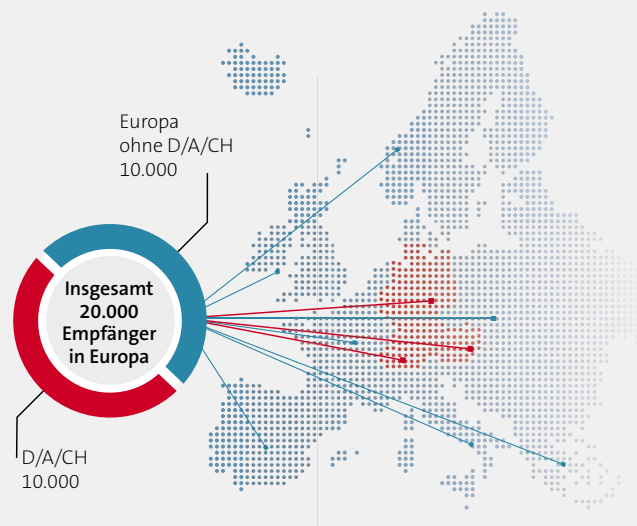 Europa
ohne D/A/CH
10.000
Insgesamt
20.000
Empfänger
in Europa
D/A/CH
10.000